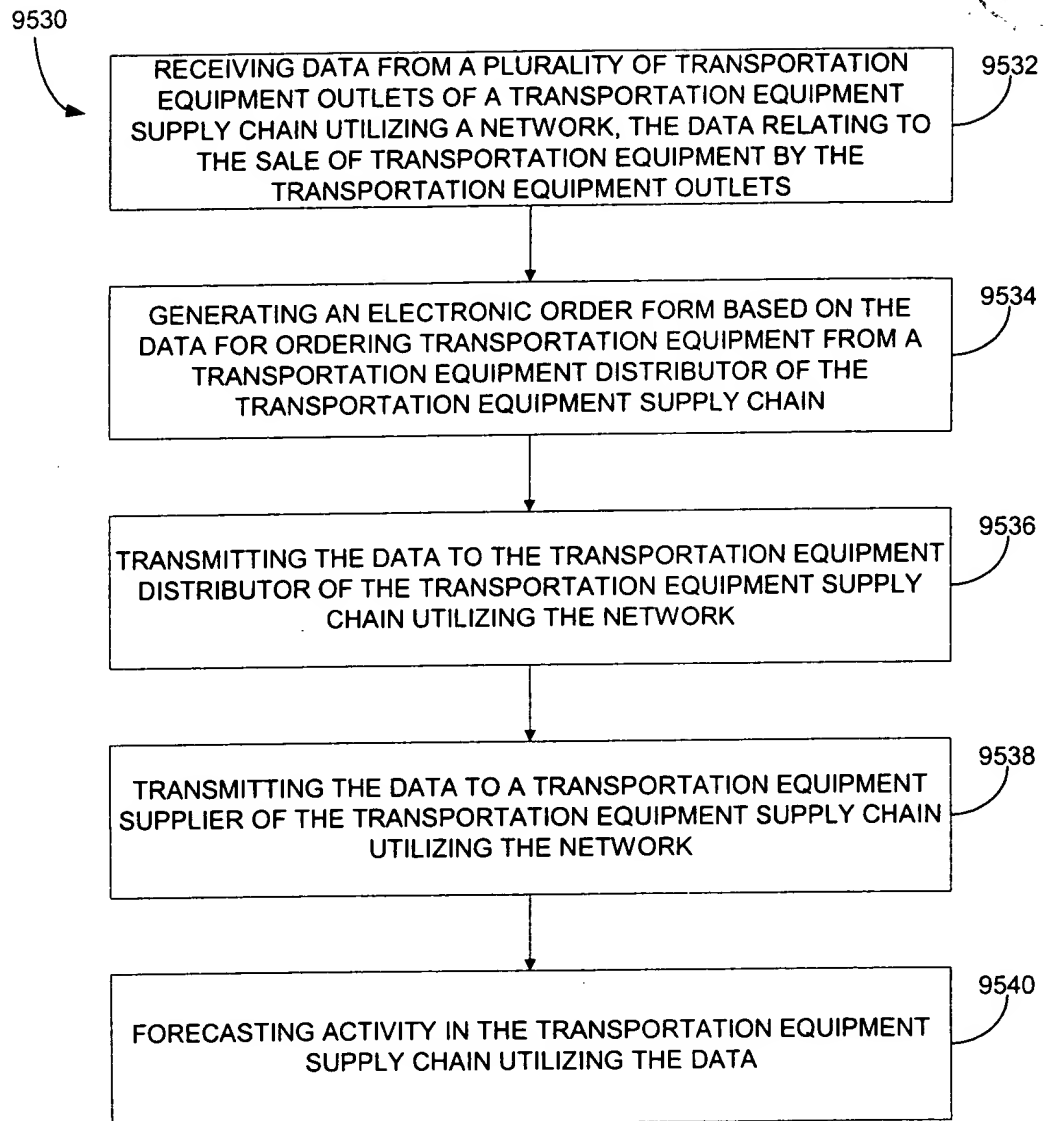 9530
RECEIVING DATA FROM A PLURALITY OF TRANSPORTATION
EQUIPMENT OUTLETS OF A TRANSPORTATION EQUIPMENT
SUPPLY CHAIN UTILIZING A NETWORK, THE DATA RELATING TO
THE SALE OF TRANSPORTATION EQUIPMENT BY THE
TRANSPORTATION EQUIPMENT OUTLETS
9532
GENERATING AN ELECTRONIC ORDER FORM BASED ON THE
DATA FOR ORDERING TRANSPORTATION EQUIPMENT FROM A
TRANSPORTATION EQUIPMENT DISTRIBUTOR OF THE
TRANSPORTATION EQUIPMENT SUPPLY CHAIN
9534
TRANSMITTING THE DATA TO THE TRANSPORTATION EQUIPMENT
DISTRIBUTOR OF THE TRANSPORTATION EQUIPMENT SUPPLY
CHAIN UTILIZING THE NETWORK
9536
TRANSMITTING THE DATA TO A TRANSPORTATION EQUIPMENT
SUPPLIER OF THE TRANSPORTATION EQUIPMENT SUPPLY CHAIN
UTILIZING THE NETWORK
9538
FORECASTING ACTIVITY IN THE TRANSPORTATION EQUIPMENT
SUPPLY CHAIN UTILIZING THE DATA
9540